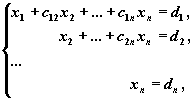 x₁ + c₁₂x₂ + ... + c₁ₙxₙ = d₁,
x₂ + ... + c₂ₙxₙ = d₂,
...
xₙ = dₙ,